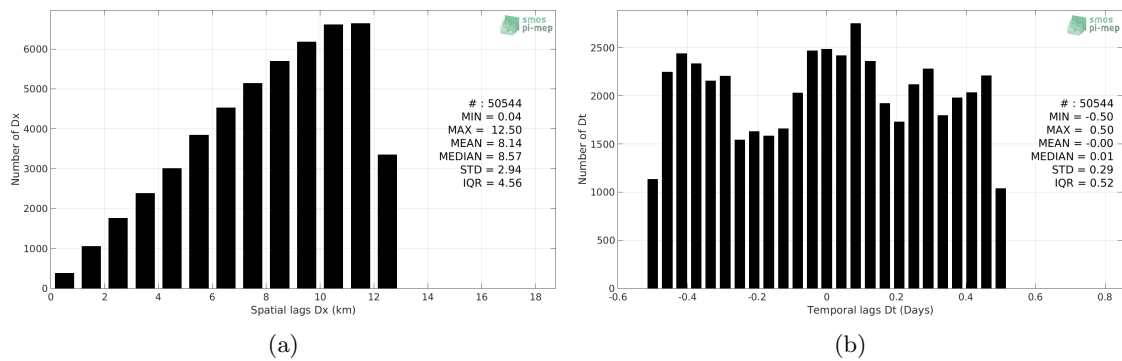 smos
pi-mep
6000
5000
4000
3000
2000
1000
0
Number of Dx
# : 50544
MIN = 0.04
MAX = 12.50
MEAN = 8.14
MEDIAN = 8.57
STD = 2.94
IQR = 4.56
0 2 4 6 8 10 12 14 16 18
Spatial lags Dx (km)
(a)
smos
pi-mep
2500
2000
1500
1000
500
0
Number of Dt
# : 50544
MIN = -0.50
MAX = 0.50
MEAN = -0.00
MEDIAN = 0.01
STD = 0.29
IQR = 0.52
-0.6 -0.4 -0.2 0 0.2 0.4 0.6 0.8
Temporal lags Dt (Days)
(b)